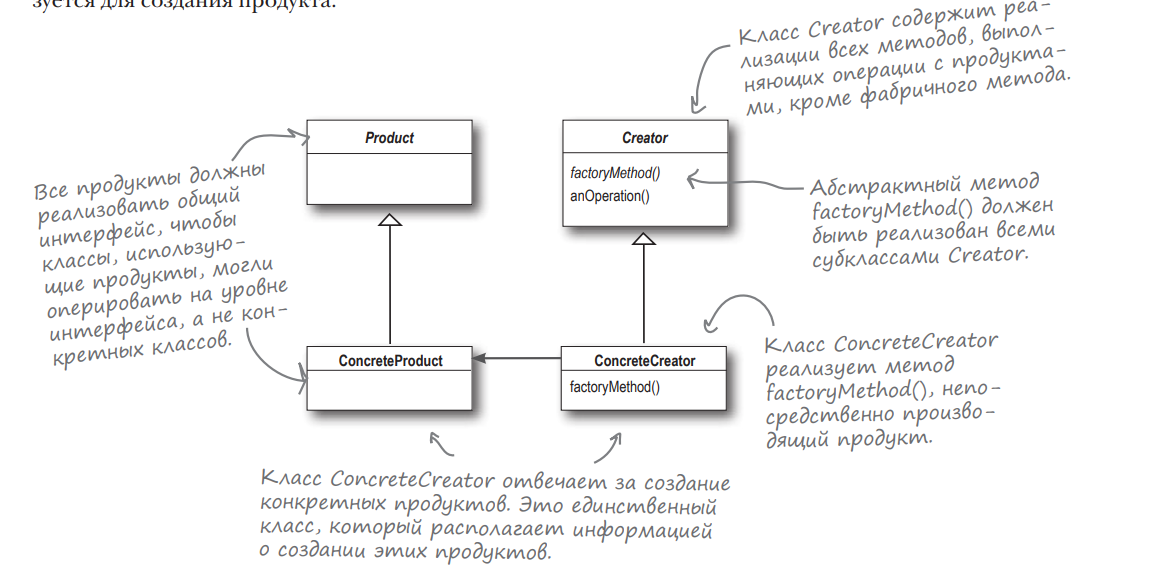 зуется для создания продукта.
Класс Creator содержит реа-
лизации всех методов, выпол-
няющих операции с продукта-
ми, кроме фабричного метода.
Product
Creator
factoryMethod()
anOperation()
Все продукты должны
реализовать общий
интерфейс, чтобы
классы, использую-
щие продукты, могли
оперировать на уровне
интерфейса, а не кон-
кретных классов.
Абстрактный метод
factoryMethod() должен
быть реализован всеми
субклассами Creator.
ConcreteProduct
ConcreteCreator
factoryMethod()
Класс ConcreteCreator
реализует метод
factoryMethod(), непо-
средственно произво-
дящий продукт.
Класс ConcreteCreator отвечает за создание
конкретных продуктов. Это единственный
класс, который располагает информацией
о создании этих продуктов.